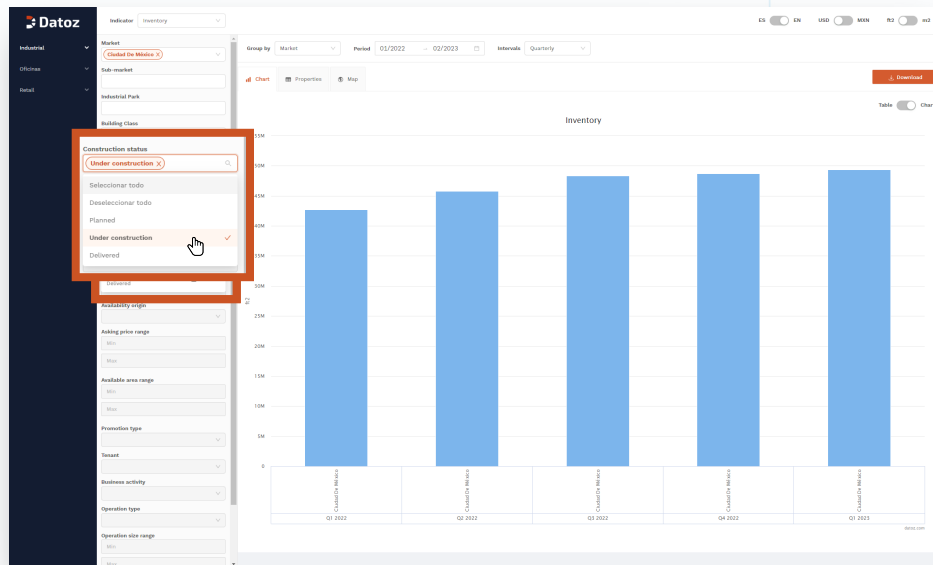 Datoz
Indicator
Inventory
ES
EN
USD
MXN
ft2
m2
Industrial
Oficinas
Retail
Market
Ciudad De México X
Sub-market
Industrial Park
Building Class
Construction status
Under construction X
Seleccionar todo
Deseleccionar todo
Planned
Under construction
Delivered
Delivered
Availability origin
Asking price range
Min
Max
Available area range
Min
Max
Promotion type
Tenant
Business activity
Operation type
Operation size range
Min
Max
Group by
Market
Period
01/2022 → 02/2023
Intervals
Quarterly
Chart
Properties
Map
Download
Table
Char
Inventory
55M
50M
45M
40M
35M
30M
25M
20M
15M
10M
5M
0
ft2
Ciudad De México
Ciudad De México
Ciudad De México
Ciudad De México
Ciudad De México
Q1 2022
Q2 2022
Q3 2022
Q4 2022
Q1 2023
datoz.com